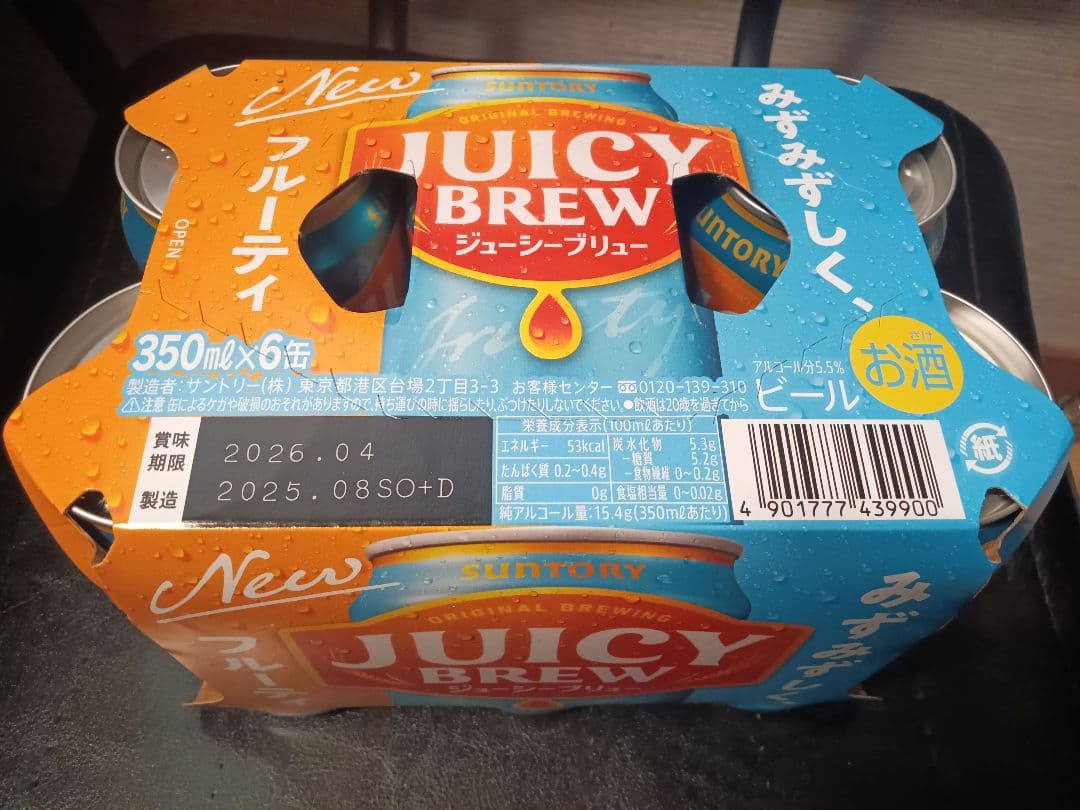 New
フルーティ
OPEN
SUNTORY
ORIGINAL BREWING
JUICY
BREW
ジューシーブリュー
Fruity
みずみずしく、
SUNTORY
350ml×6缶
製造者:サントリー(株) 東京都港区台場2丁目3-3 お客様センター 0120-139-310
⚠注意 缶によるケガや破損のおそれがありますので、持ち運びの時に揺らしたり、ぶつけたりしないでください。●飲酒は20歳を過ぎてから
アルコール分5.5%
ビール
さけ
お酒
賞味期限 2026.04
製造 2025.08SO+D
栄養成分表示(100mlあたり)
エネルギー 53kcal
たんぱく質 0.2~0.4g
脂質 0g
炭水化物 5.3g
-糖質 5.2g
-食物繊維 0~0.2g
食塩相当量 0~0.02g
純アルコール量:15.4g(350mlあたり)
4 901777 439900
紙
New
フルーティ
SUNTORY
ORIGINAL BREWING
JUICY
BREW
ジューシーブリュー
みずみずしく、